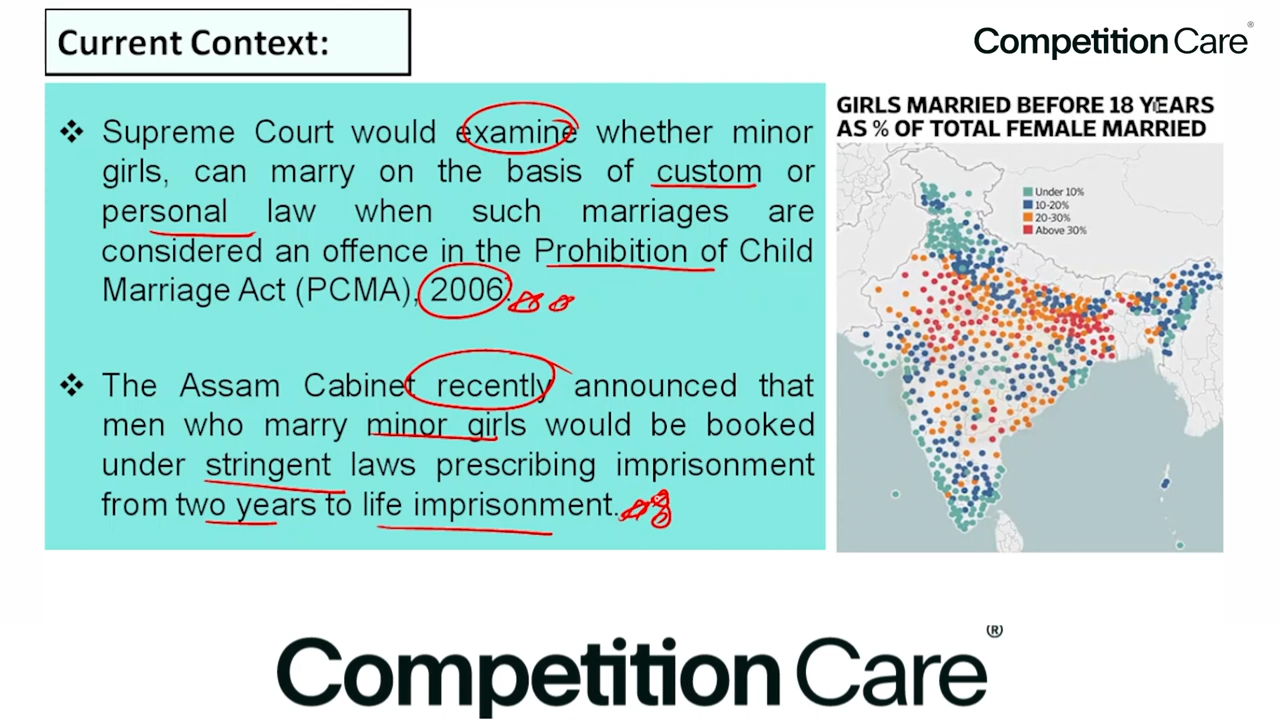 Current Context:
Competition Care®
❖ Supreme Court would examine whether minor
girls, can marry on the basis of custom or
personal law when such marriages are
considered an offence in the Prohibition of Child
Marriage Act (PCMA), 2006.
❖ The Assam Cabinet recently announced that
men who marry minor girls would be booked
under stringent laws prescribing imprisonment
from two years to life imprisonment.
GIRLS MARRIED BEFORE 18 YEARS
AS % OF TOTAL FEMALE MARRIED
Under 10%
10-20%
20-30%
Above 30%
Competition Care®